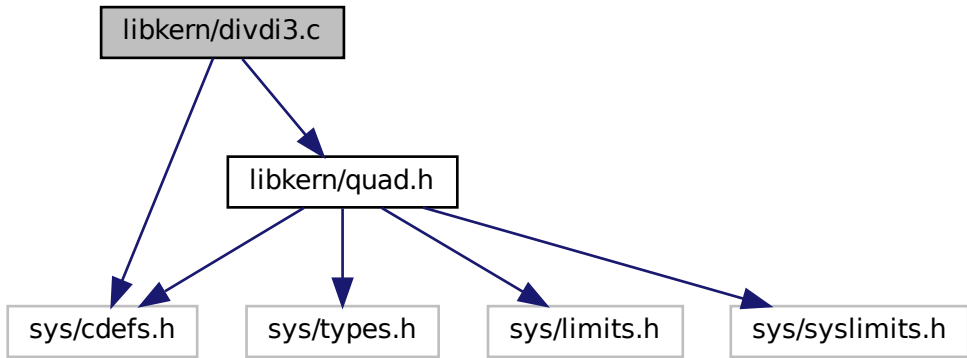 libkern/divdi3.c
libkern/quad.h
sys/cdefs.h
sys/types.h
sys/limits.h
sys/syslimits.h